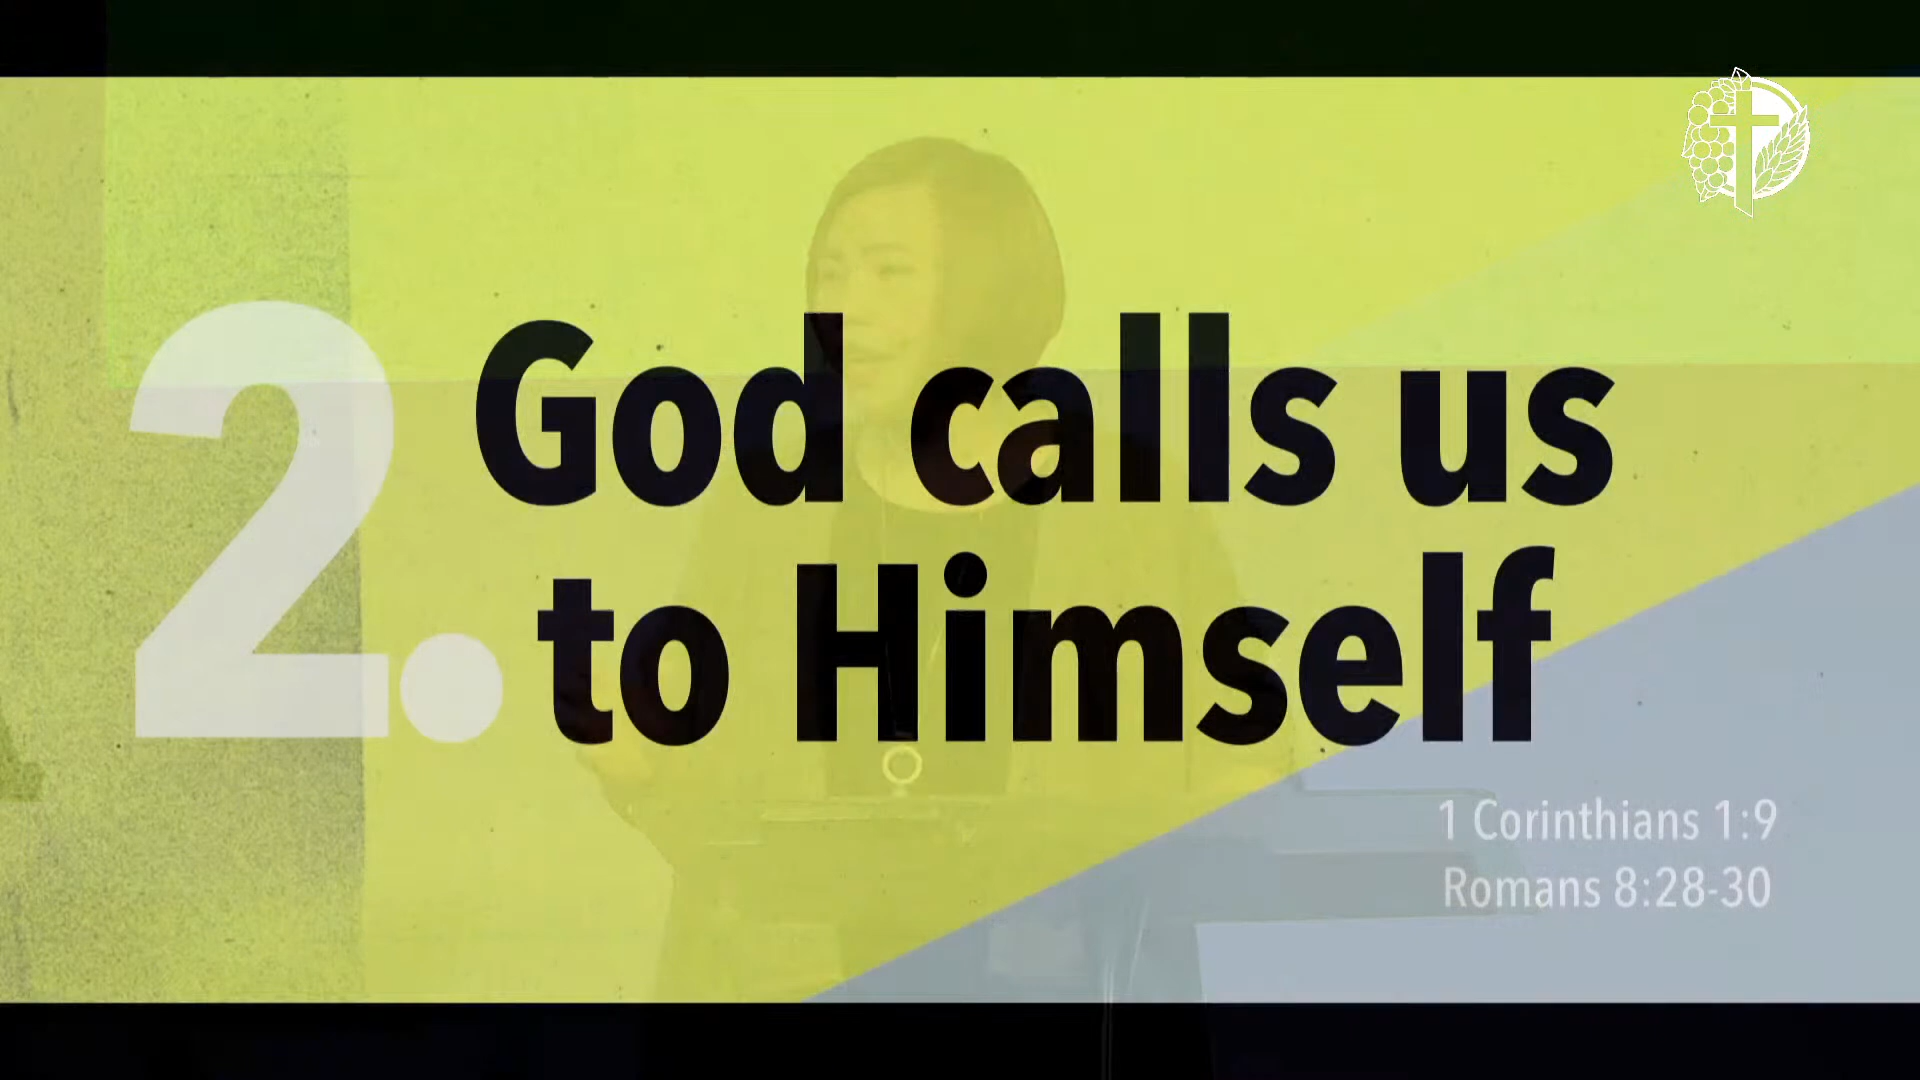 2.
God calls us
to Himself
1 Corinthians 1:9
Romans 8:28-30